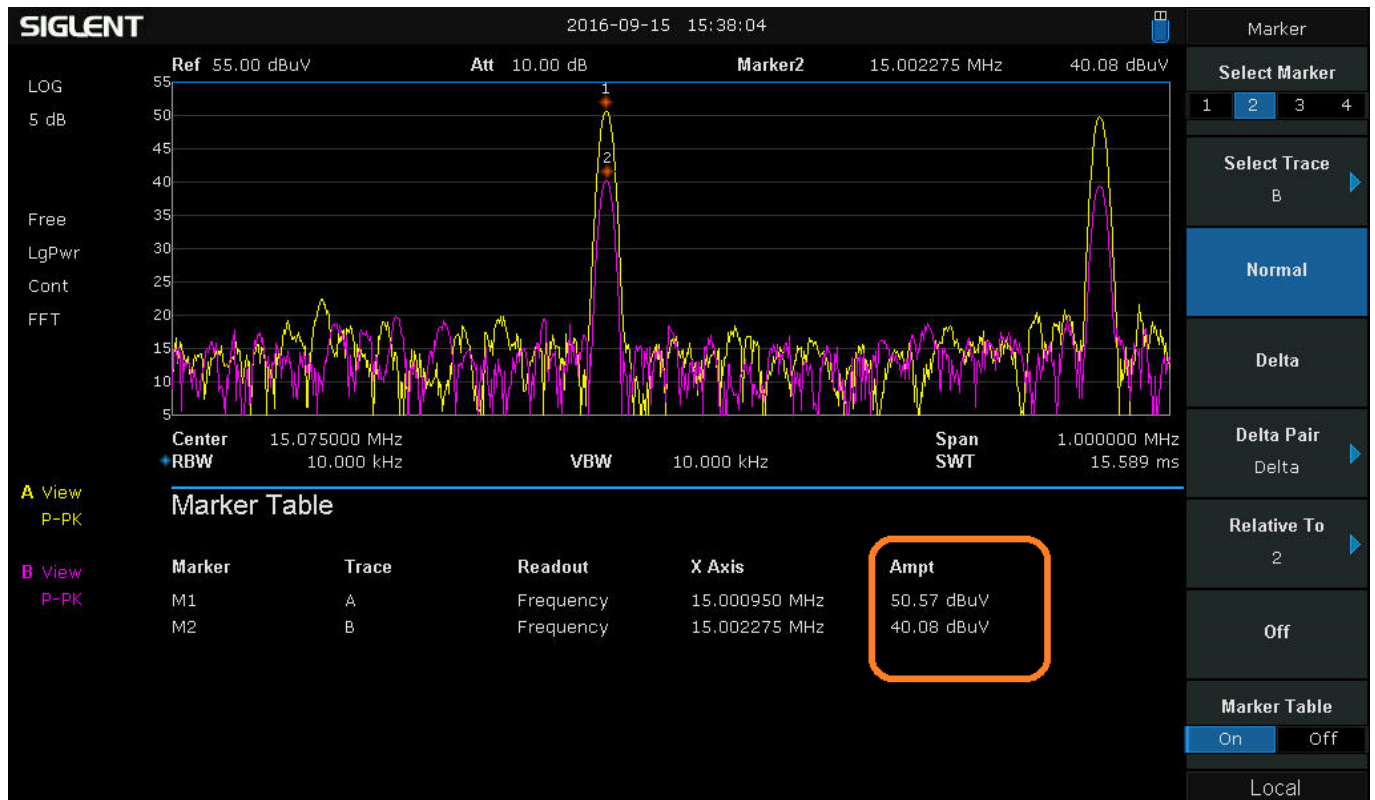 SIGLENT 2016-09-15 15:38:04 Marker
Ref 55.00 dBuV Att 10.00 dB Marker2 15.002275 MHz 40.08 dBuV
LOG
5 dB
Free
LgPwr
Cont
FFT
55
50
45
40
35
30
25
20
15
10
5
1
2
Center 15.075000 MHz Span 1.000000 MHz
RBW 10.000 kHz VBW 10.000 kHz SWT 15.589 ms
A View
P-PK
B View
P-PK
Marker Table
Marker Trace Readout X Axis Ampt
M1 A Frequency 15.000950 MHz 50.57 dBuV
M2 B Frequency 15.002275 MHz 40.08 dBuV
Select Marker
1 2 3 4
Select Trace
B
Normal
Delta
Delta Pair
Delta
Relative To
2
Off
Marker Table
On Off
Local